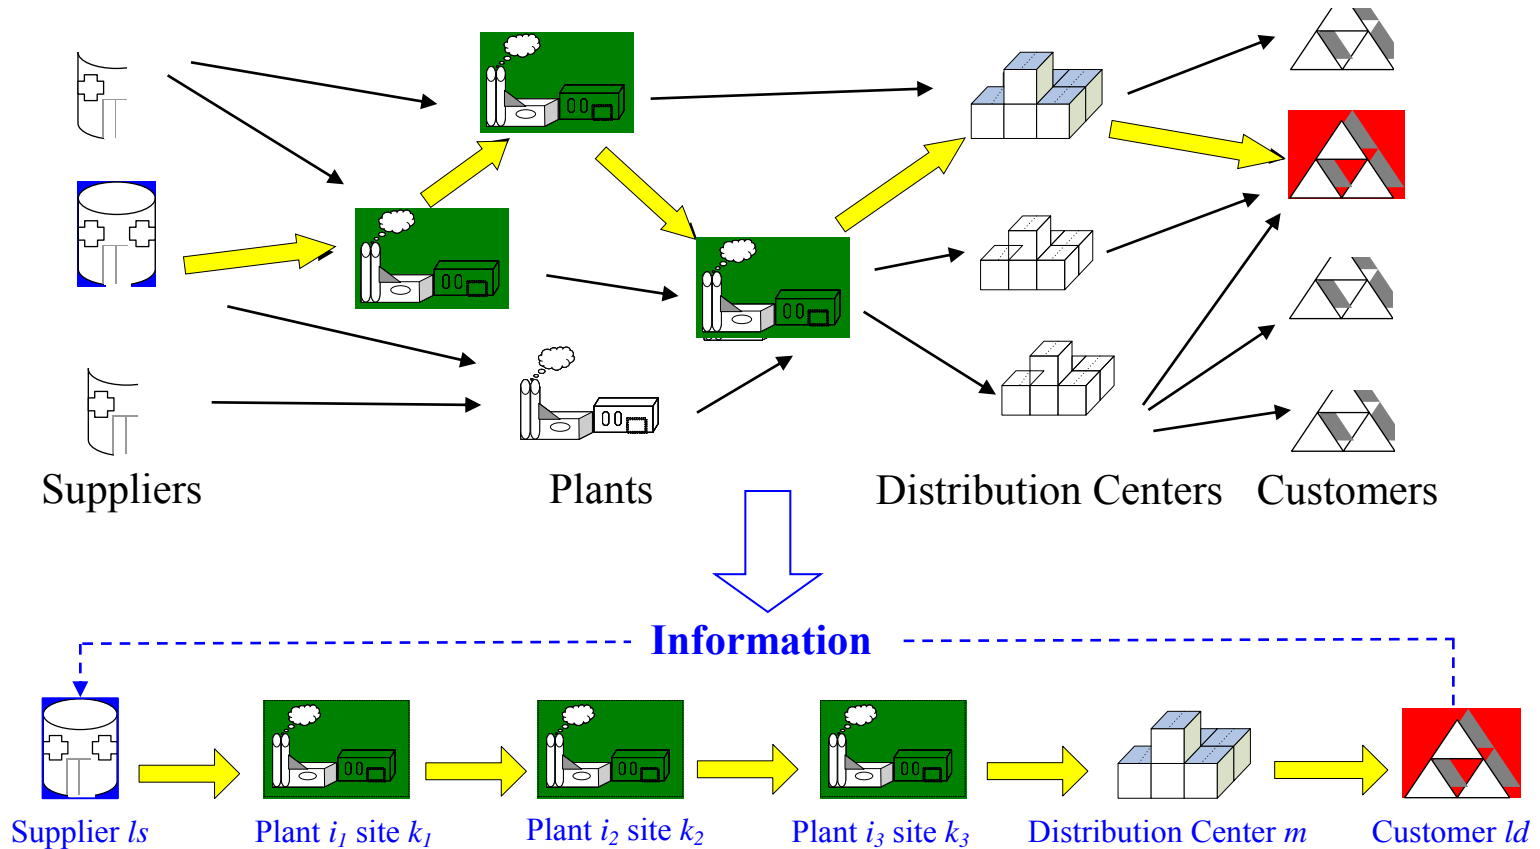 Suppliers Plants Distribution Centers Customers
Information
Supplier ls Plant i1 site k1 Plant i2 site k2 Plant i3 site k3 Distribution Center m Customer ld